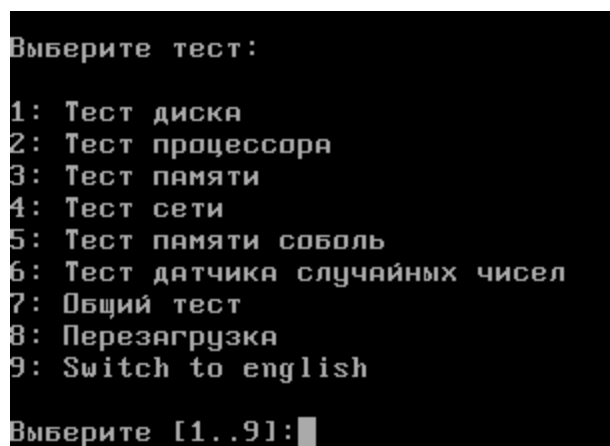 Выберите тест:
1: Тест диска
2: Тест процессора
3: Тест памяти
4: Тест сети
5: Тест памяти соболь
6: Тест датчика случайных чисел
7: Общий тест
8: Перезагрузка
9: Switch to english
Выберите [1..9]: